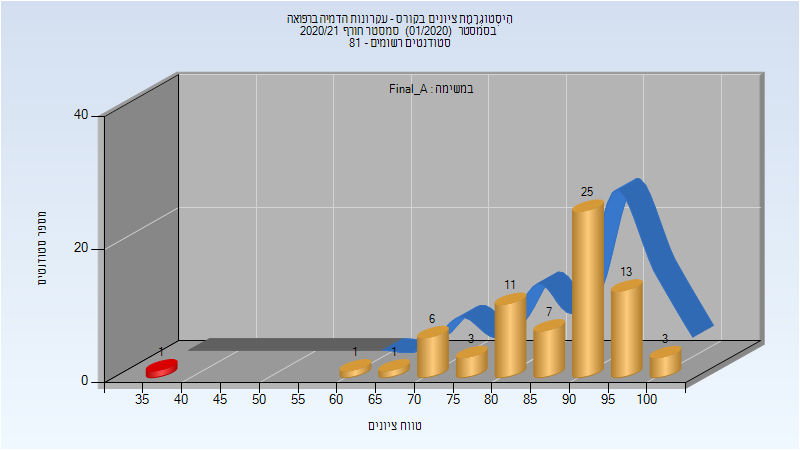 היסטוגרמת ציונים בקורס - עקרונות הדמיה ברפואה
בסמסטר (01/2020) סמסטר חורף 2020/21
סטודנטים רשומים - 81
במשימה : Final_A
מספר סטודנטים
40
20
0
1
1
1
6
3
11
7
25
13
3
35 40 45 50 55 60 65 70 75 80 85 90 95 100
טווח ציונים